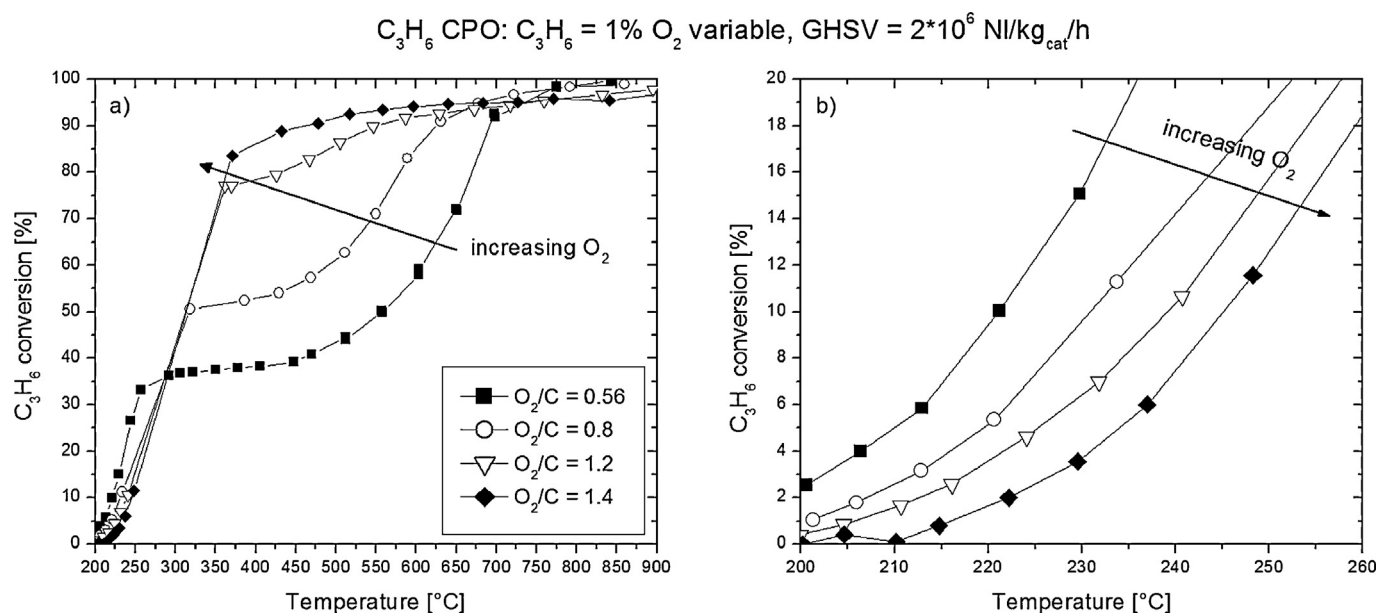 C₃H₆ CPO: C₃H₆ = 1% O₂ variable, GHSV = 2*10⁶ Nl/kg_cat/h
a)
C₃H₆ conversion [%]
100
90
80
70
60
50
40
30
20
10
0
increasing O₂
O₂/C = 0.56
O₂/C = 0.8
O₂/C = 1.2
O₂/C = 1.4
200 250 300 350 400 450 500 550 600 650 700 750 800 850 900
Temperature [°C]
b)
C₃H₆ conversion [%]
20
18
16
14
12
10
8
6
4
2
0
increasing O₂
200 210 220 230 240 250 260
Temperature [°C]